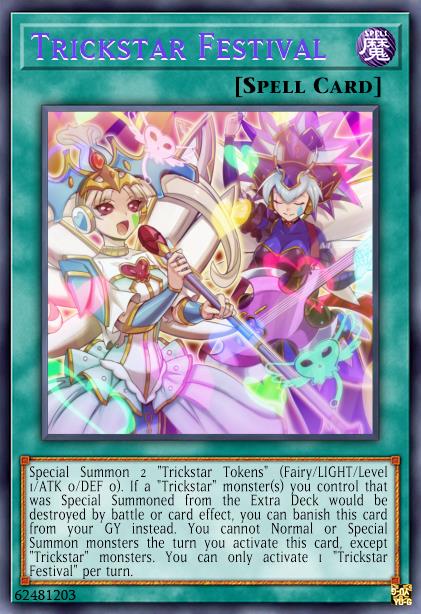 Trickstar Festival
SPELL
魔
[Spell Card]
Special Summon 2 "Trickstar Tokens" (Fairy/LIGHT/Level
1/ATK 0/DEF 0). If a "Trickstar" monster(s) you control that
was Special Summoned from the Extra Deck would be
destroyed by battle or card effect, you can banish this card
from your GY instead. You cannot Normal or Special
Summon monsters the turn you activate this card, except
"Trickstar" monsters. You can only activate 1 "Trickstar
Festival" per turn.
62481203